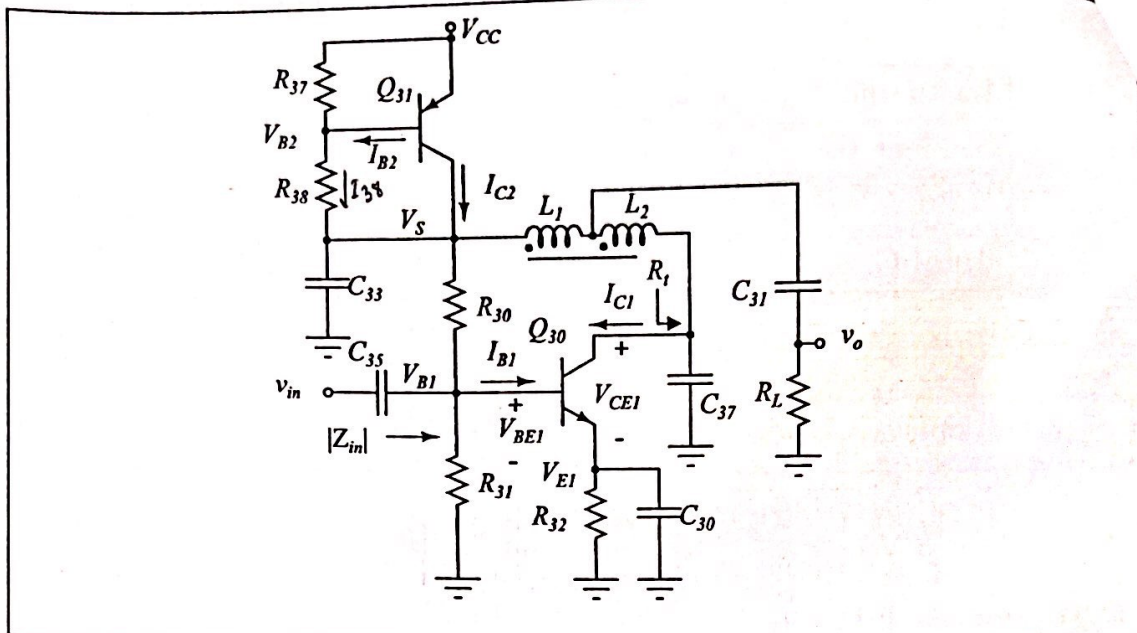 V_CC
R_37
Q_31
V_B2
I_B2
R_38
I_38
I_C2
V_S
L_1
L_2
C_33
R_30
I_C1
R_t
C_31
Q_30
v_o
C_35
V_B1
I_B1
+
v_in
+
V_CE1
C_37
R_L
|Z_in|
V_BE1
-
-
R_31
V_E1
R_32
C_30